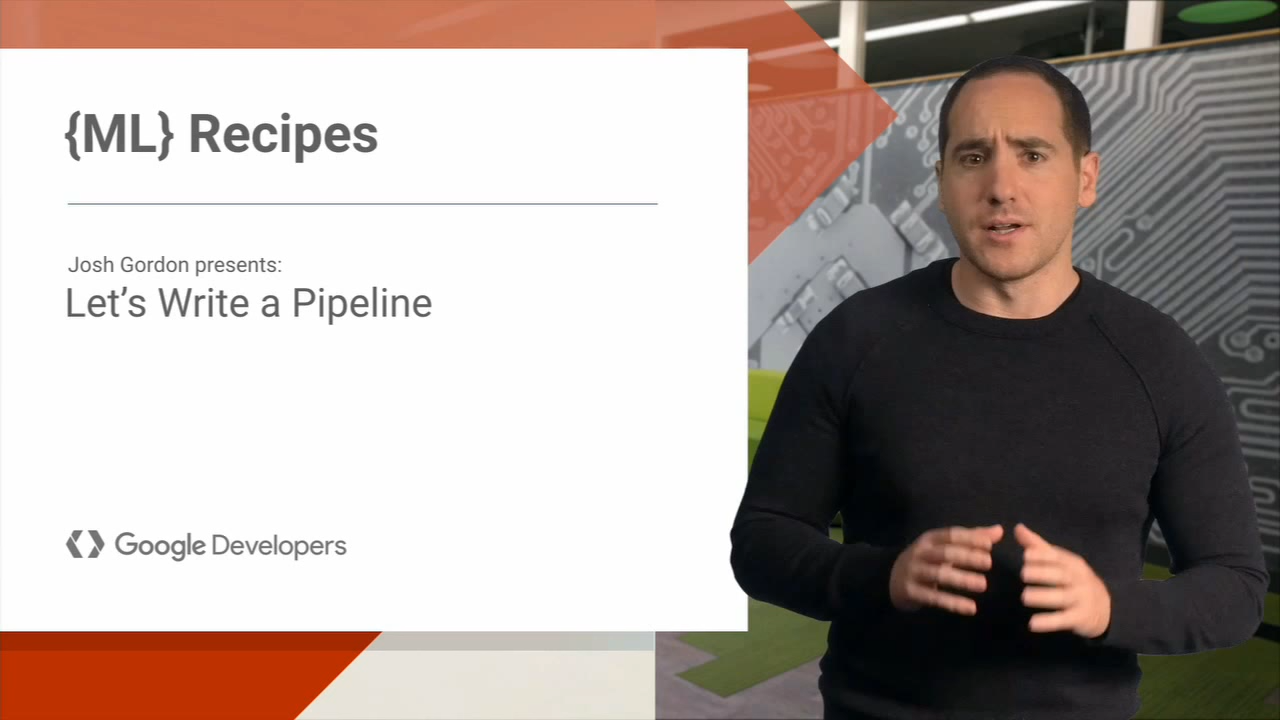 {ML} Recipes
Josh Gordon presents:
Let’s Write a Pipeline
Google Developers